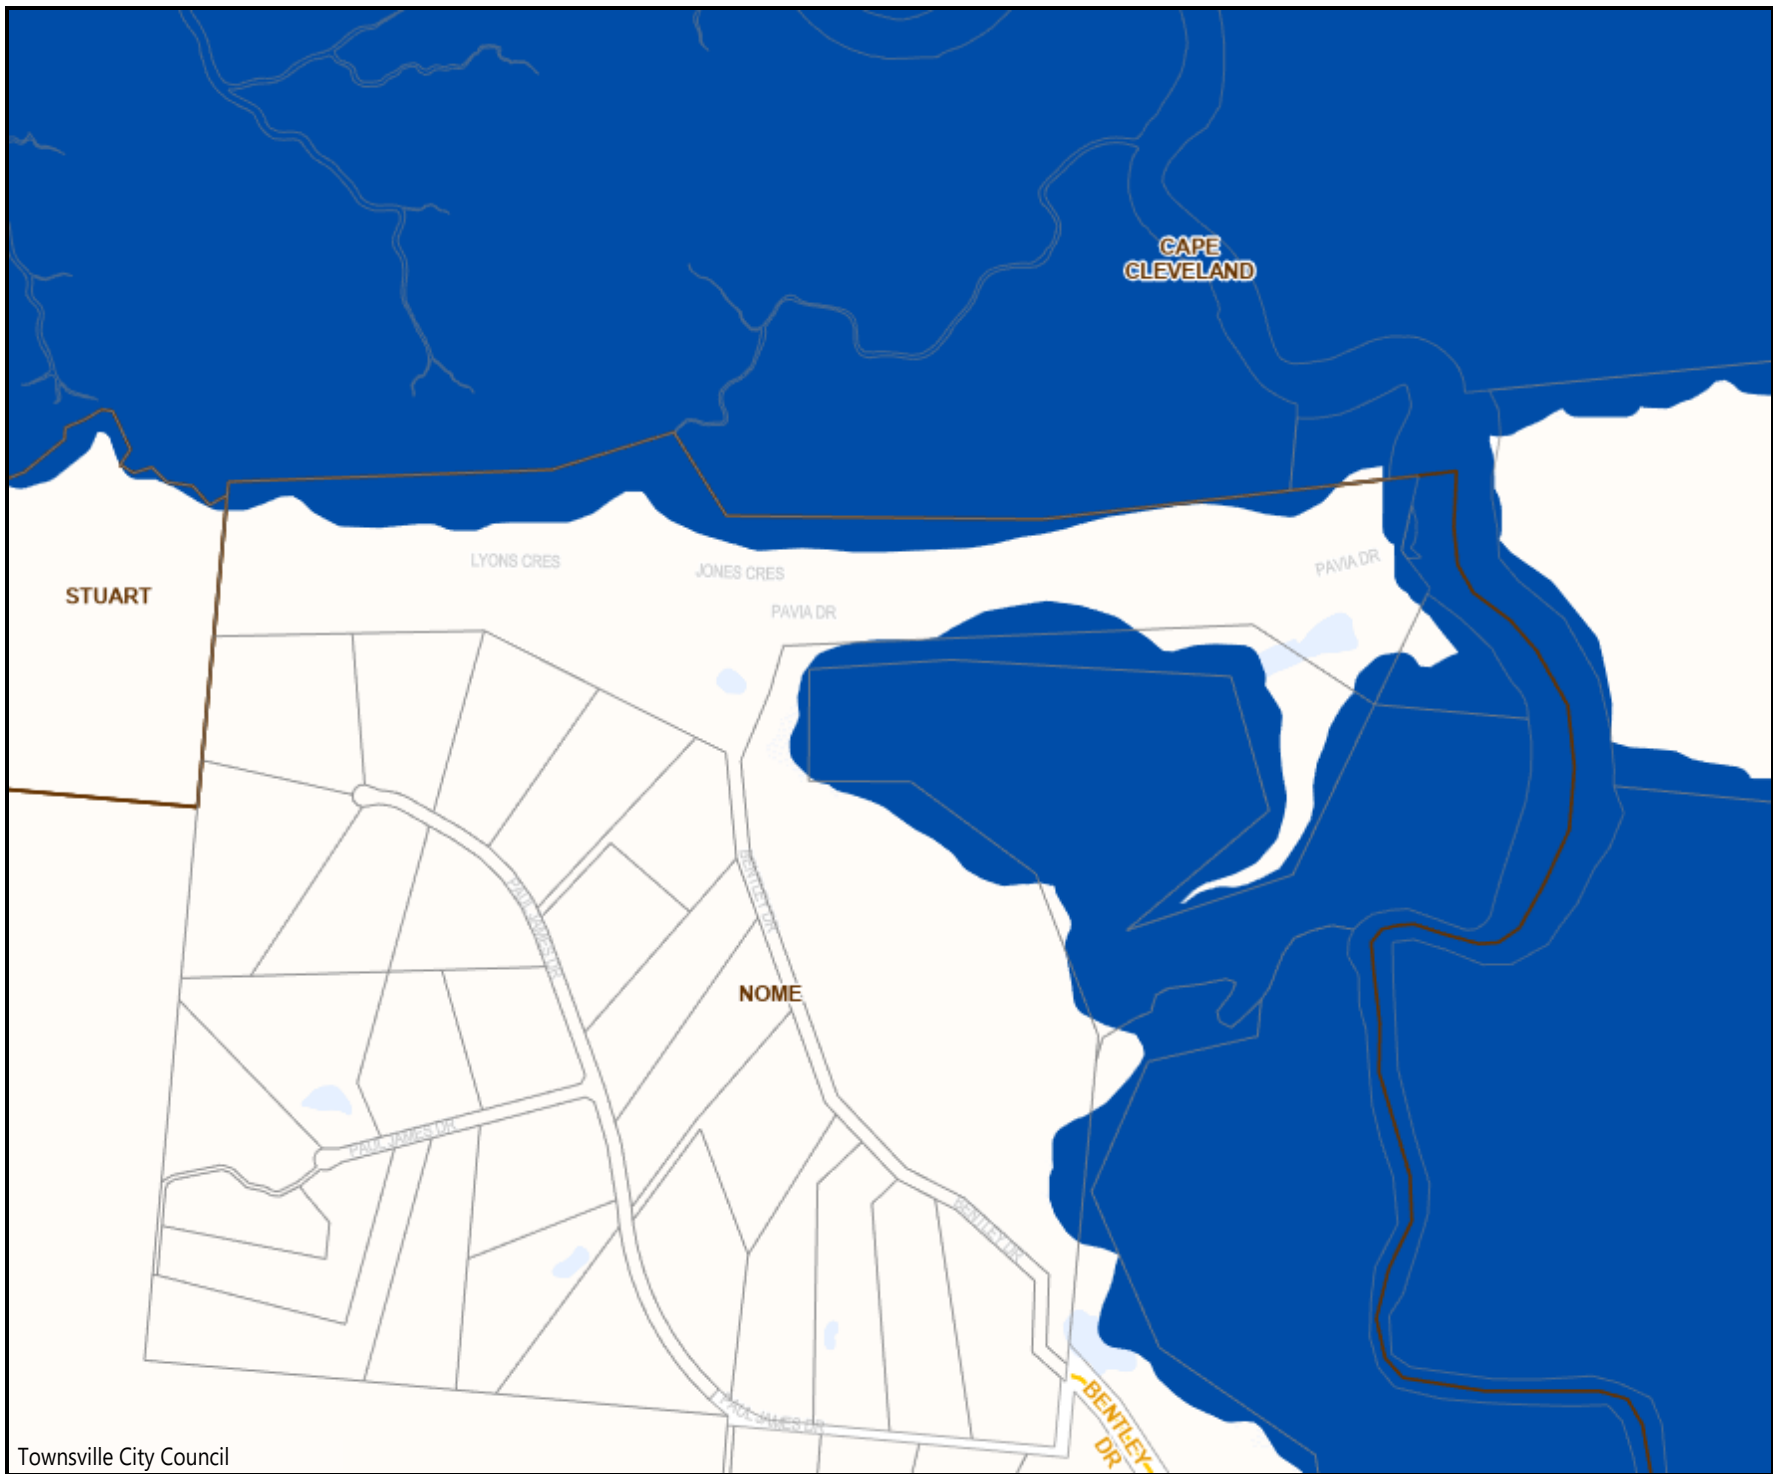 CAPE
CLEVELAND
LYONS CRES
JONES CRES
PAVIA DR
PAVIA DR
STUART
BENTLEY DR
PAUL JAMES DR
NOME
PAUL JAMES DR
BENTLEY DR
PAUL JAMES DR
BENTLEY
DR
Townsville City Council